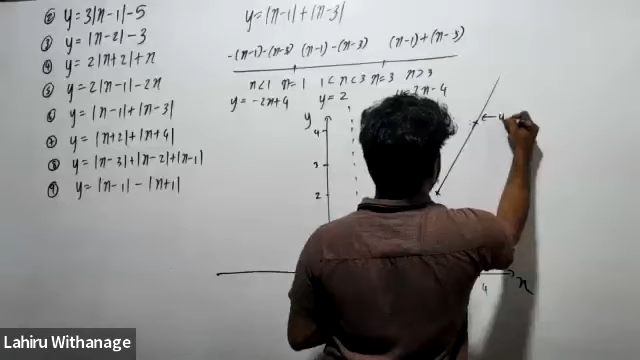 ② y = 3|x-1| - 5
③ y = |x-2| - 3
④ y = 2|x-1| + x
⑤ y = 2|x-1| - 2x
⑥ y = |x-1| + |x-3|
⑦ y = |x+2| + |x+4|
⑧ y = |x-3| + |x-2| + |x-1|
⑨ y = |x-1| - |x+1|
y = |x-1| + |x-3|
-(x-1)-(x-3) (x-1)-(x-3) (x-1)+(x-3)
x<1 x=1 1<x<3 x=3 x>3
y = -2x+4 y = 2 2x-4
y
4
3
2
4 x
Lahiru Withanage